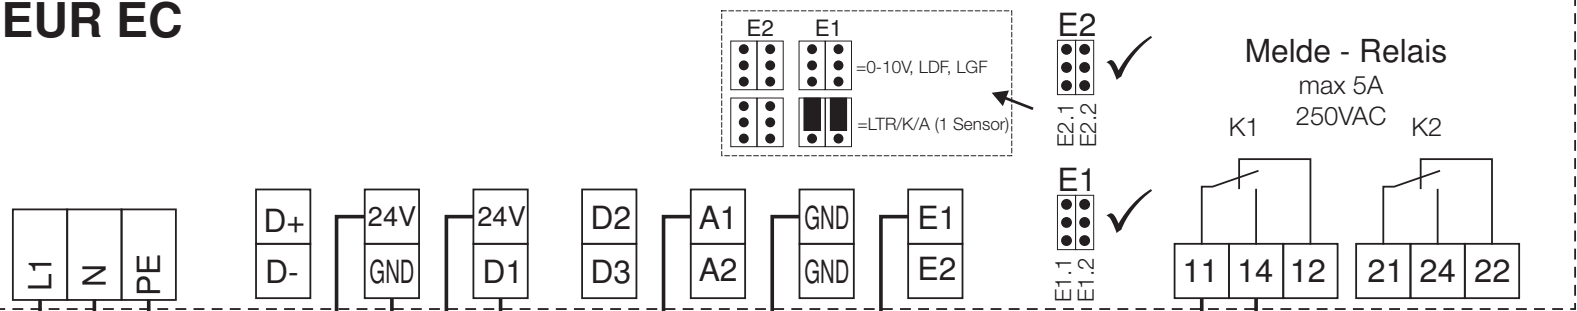 EUR EC
E2 E1
=0-10V, LDF, LGF
=LTR/K/A (1 Sensor)
E2
E2.1
E2.2
E1
E1.1
E1.2
Melde - Relais
max 5A
250VAC
K1 K2
L1 N PE
D+ 24V 24V D2 A1 GND E1
D- GND D1 D3 A2 GND E2
11 14 12 21 24 22